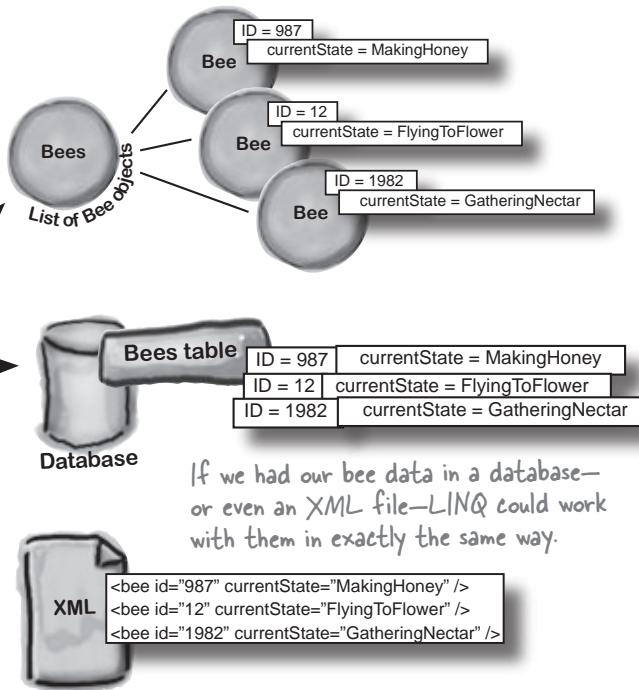 ID = 987
currentState = MakingHoney
Bee
ID = 12
currentState = FlyingToFlower
Bee
Bees
List of Bee objects
ID = 1982
currentState = GatheringNectar
Bee
Bees table
ID = 987 currentState = MakingHoney
ID = 12 currentState = FlyingToFlower
ID = 1982 currentState = GatheringNectar
Database
If we had our bee data in a database—
or even an XML file—LINQ could work
with them in exactly the same way.
XML
<bee id=”987” currentState=”MakingHoney” />
<bee id=”12” currentState=”FlyingToFlower” />
<bee id=”1982” currentState=”GatheringNectar” />